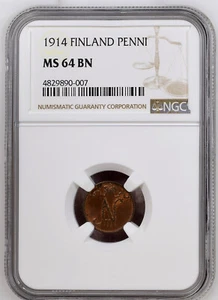 1914 FINLAND PENNI
MS 64 BN
4829890-007
NUMISMATIC GUARANTY CORPORATION
NGC